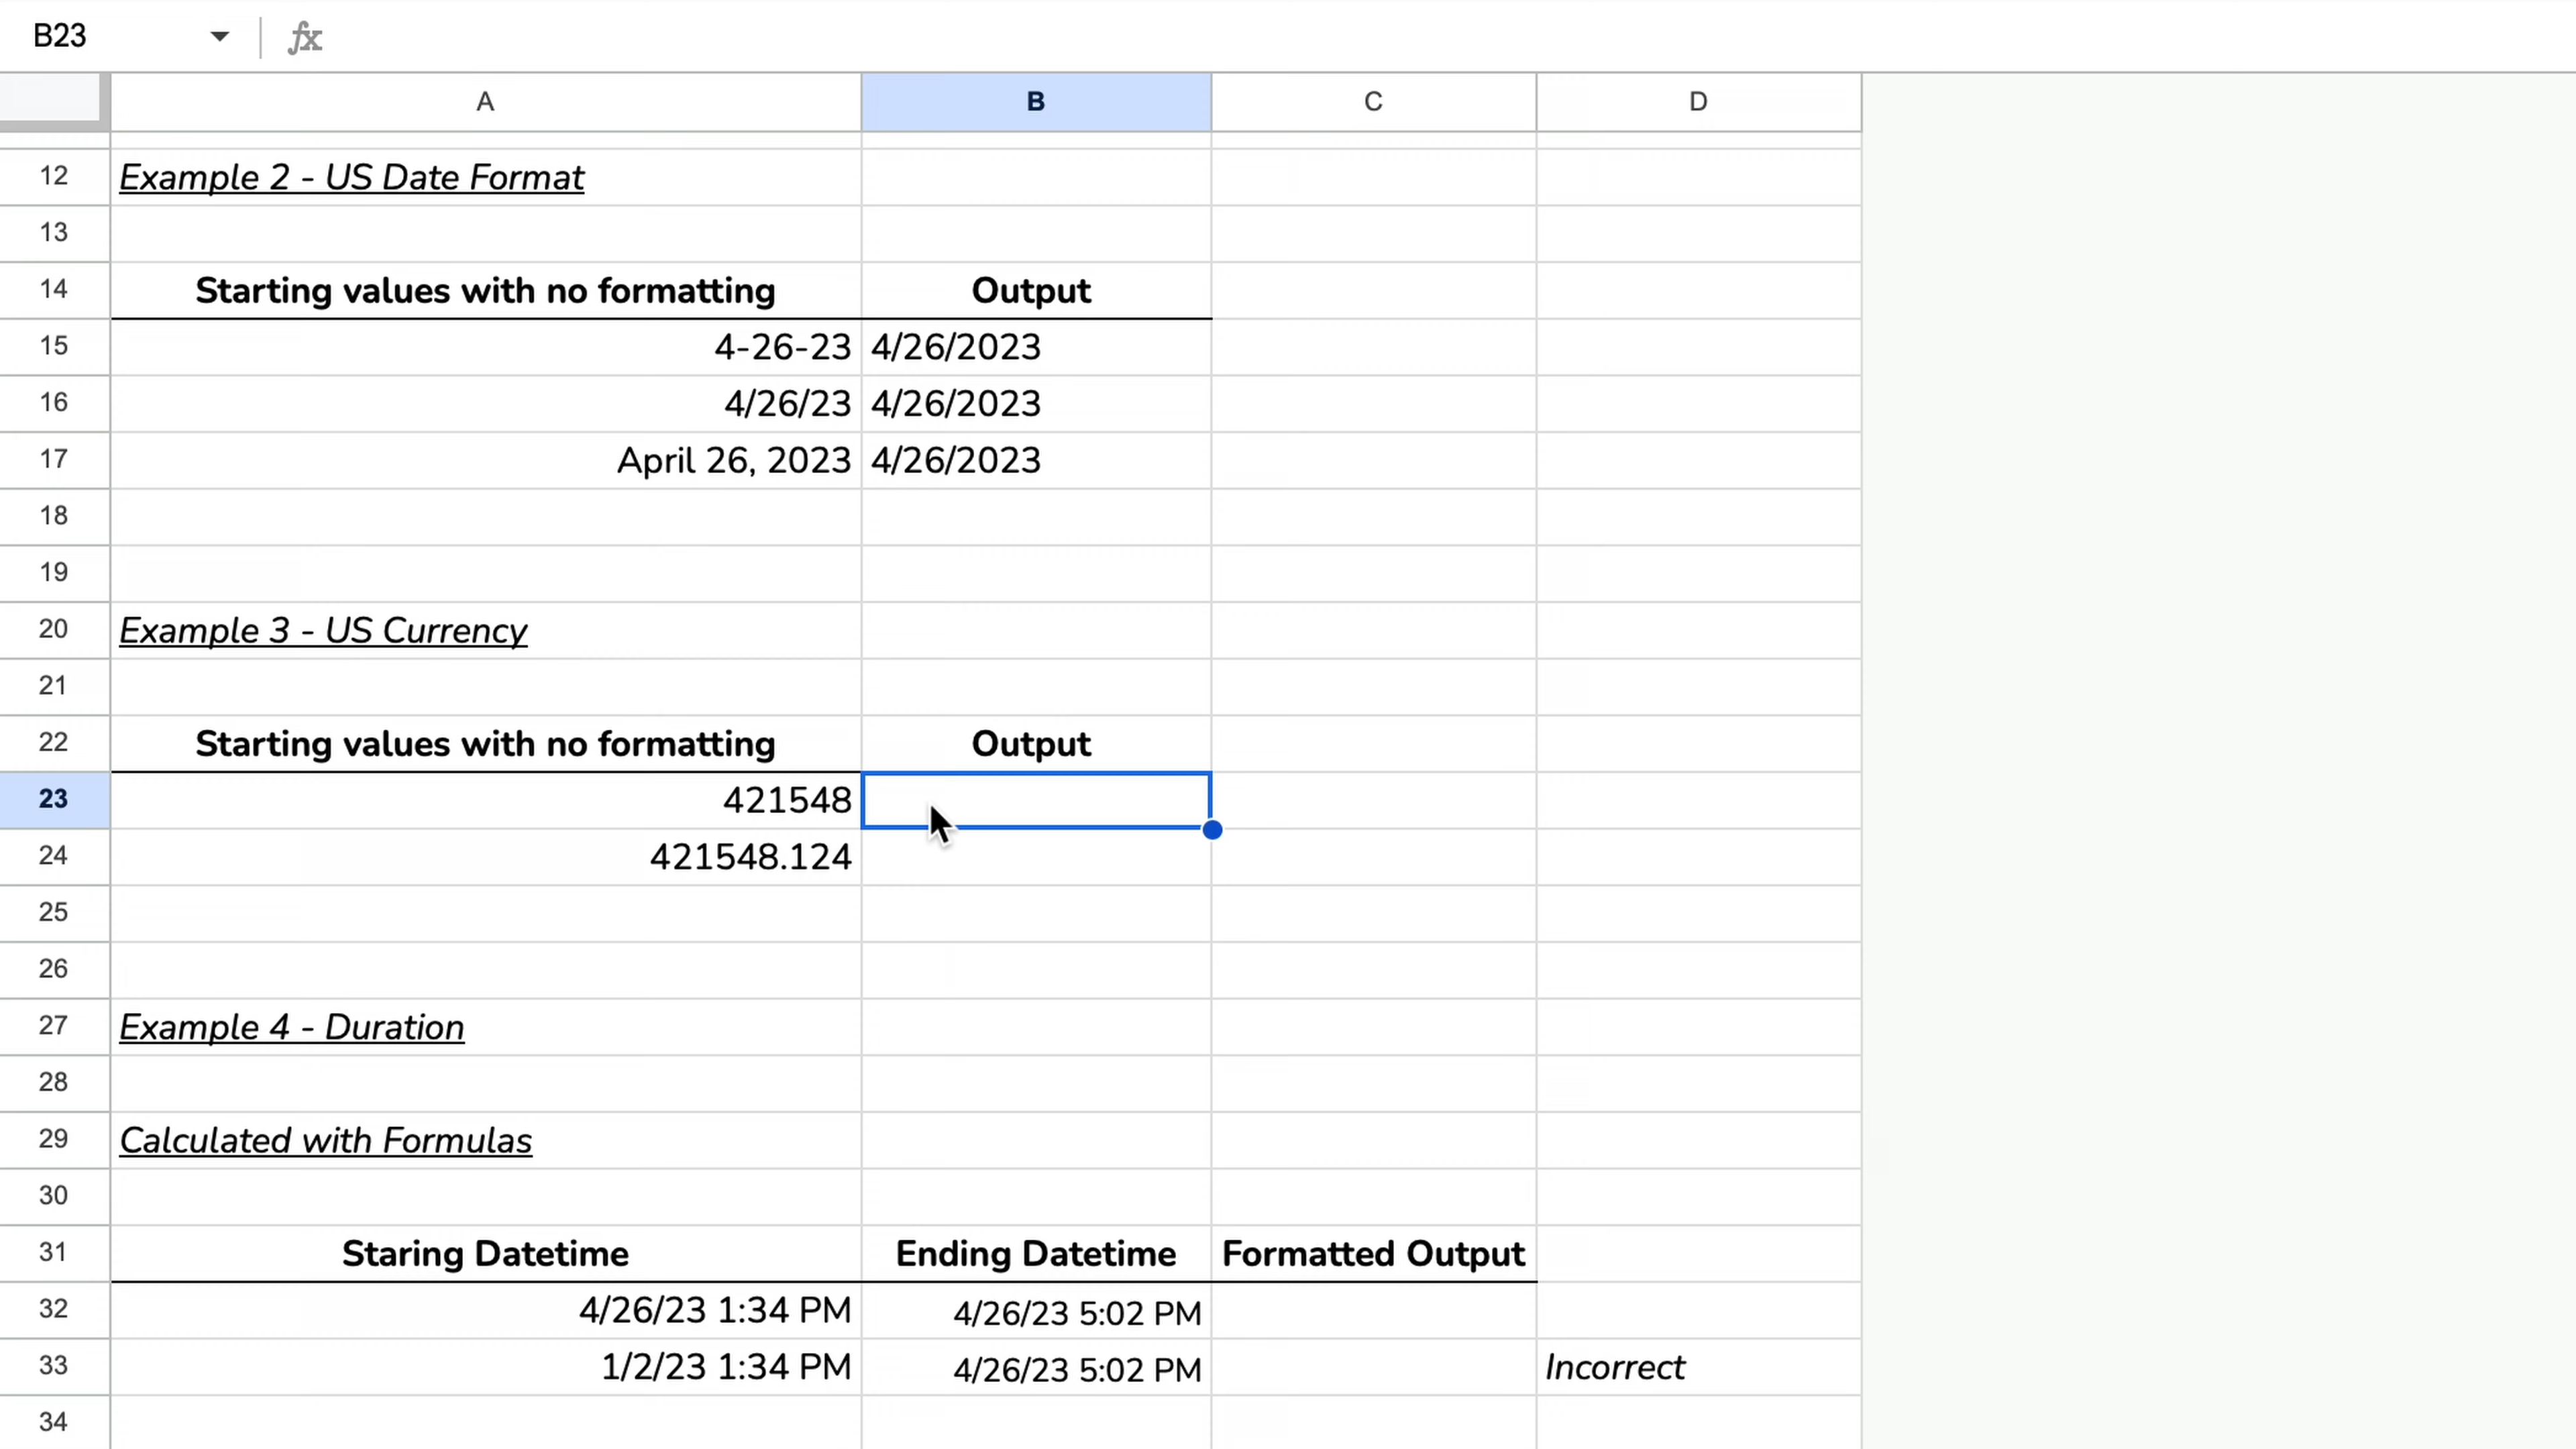 B23 fx
A B C D
12 Example 2 - US Date Format
13
14 Starting values with no formatting Output
15 4-26-23 4/26/2023
16 4/26/23 4/26/2023
17 April 26, 2023 4/26/2023
18
19
20 Example 3 - US Currency
21
22 Starting values with no formatting Output
23 421548
24 421548.124
25
26
27 Example 4 - Duration
28
29 Calculated with Formulas
30
31 Staring Datetime Ending Datetime Formatted Output
32 4/26/23 1:34 PM 4/26/23 5:02 PM
33 1/2/23 1:34 PM 4/26/23 5:02 PM Incorrect
34